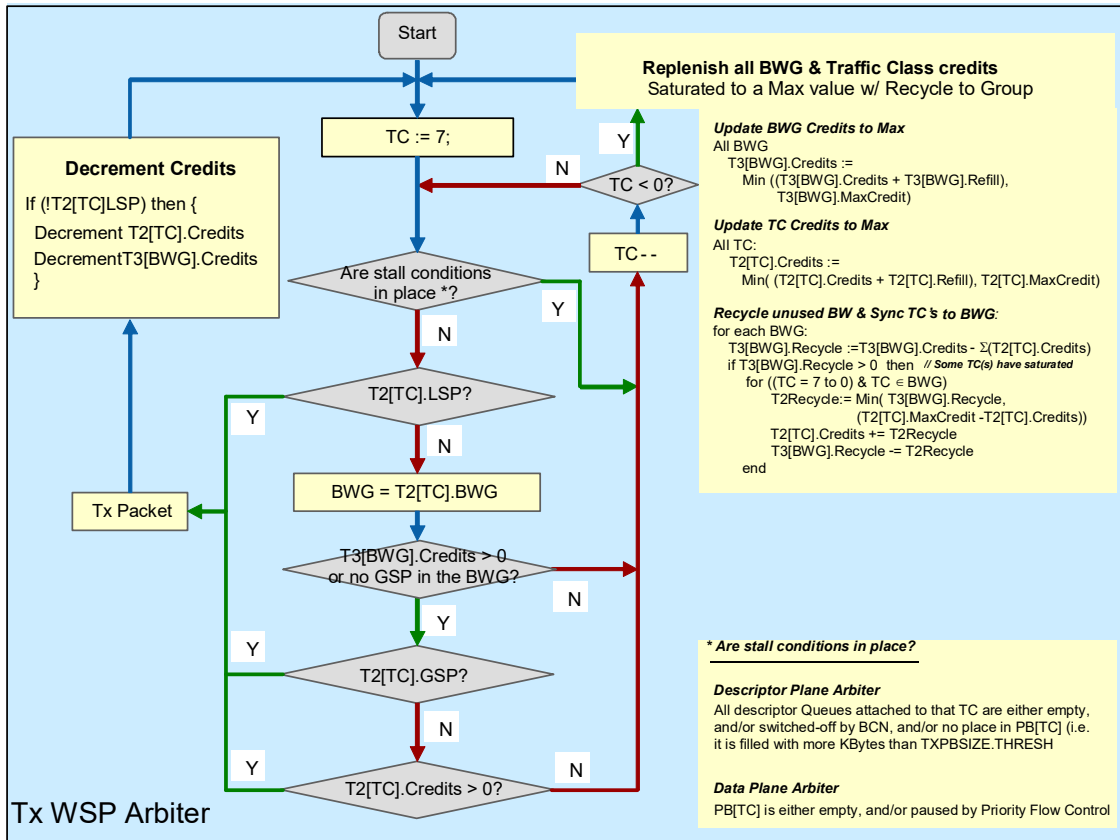 Start
Replenish all BWG & Traffic Class credits
Saturated to a Max value w/ Recycle to Group
TC := 7;
Y
N
TC < 0?
TC - -
Decrement Credits
If (!T2[TC]LSP) then {
Decrement T2[TC].Credits
DecrementT3[BWG].Credits
}
Update BWG Credits to Max
All BWG
T3[BWG].Credits :=
Min ((T3[BWG].Credits + T3[BWG].Refill),
T3[BWG].MaxCredit)
Update TC Credits to Max
All TC:
T2[TC].Credits :=
Min( (T2[TC].Credits + T2[TC].Refill), T2[TC].MaxCredit)
Recycle unused BW & Sync TC's to BWG:
for each BWG:
T3[BWG].Recycle :=T3[BWG].Credits - Σ(T2[TC].Credits)
if T3[BWG].Recycle > 0 then // Some TC(s) have saturated
for ((TC = 7 to 0) & TC ∈ BWG)
T2Recycle:= Min( T3[BWG].Recycle,
(T2[TC].MaxCredit -T2[TC].Credits))
T2[TC].Credits += T2Recycle
T3[BWG].Recycle -= T2Recycle
end
Are stall conditions
in place *?
Y
N
T2[TC].LSP?
Y
N
BWG = T2[TC].BWG
Tx Packet
T3[BWG].Credits > 0
or no GSP in the BWG?
N
Y
T2[TC].GSP?
Y
N
T2[TC].Credits > 0?
Y
N
* Are stall conditions in place?
Descriptor Plane Arbiter
All descriptor Queues attached to that TC are either empty,
and/or switched-off by BCN, and/or no place in PB[TC] (i.e.
it is filled with more KBytes than TXPBSIZE.THRESH
Data Plane Arbiter
PB[TC] is either empty, and/or paused by Priority Flow Control
Tx WSP Arbiter